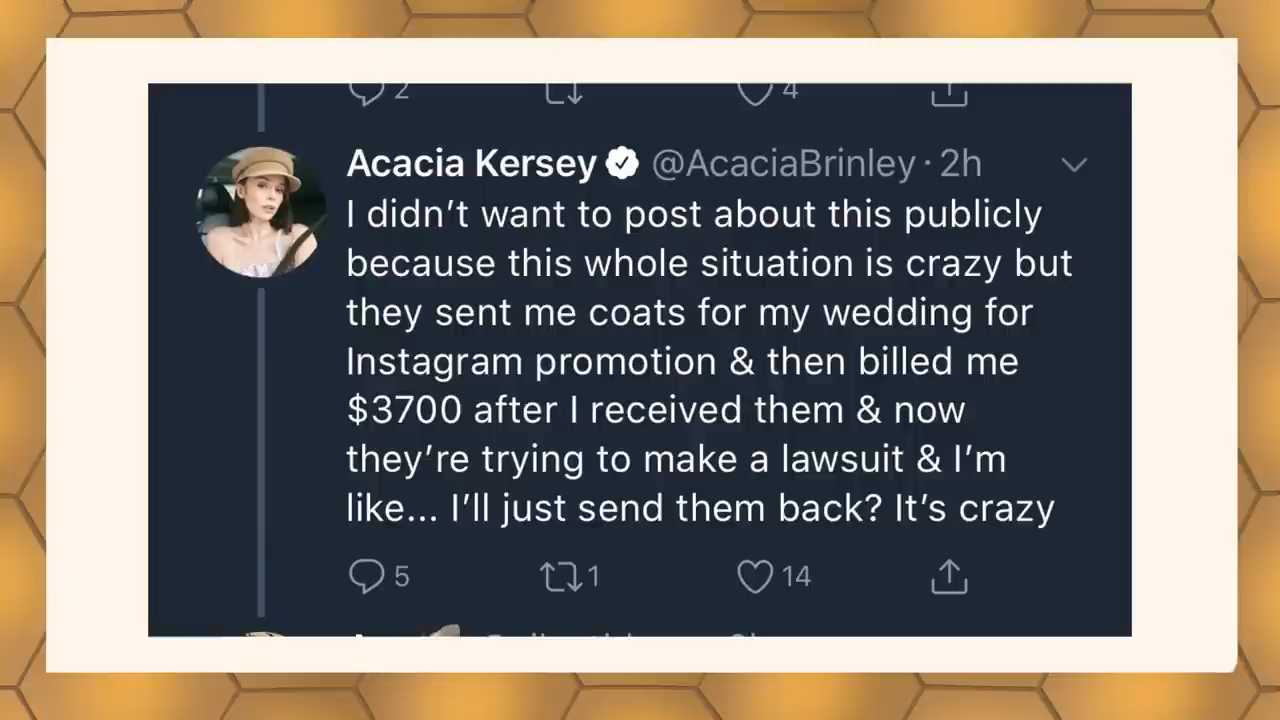 2 4
Acacia Kersey @AcaciaBrinley · 2h
I didn't want to post about this publicly
because this whole situation is crazy but
they sent me coats for my wedding for
Instagram promotion & then billed me
$3700 after I received them & now
they're trying to make a lawsuit & I'm
like... I'll just send them back? It's crazy
5 1 14